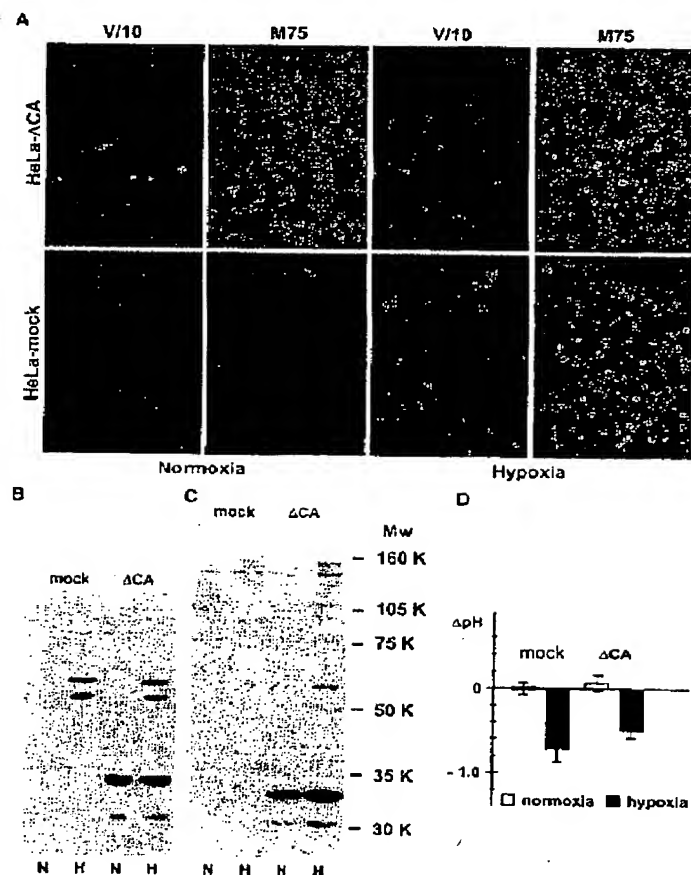 A
V/10 M75 V/10 M75
HeLa-ΔCA
HeLa-mock
Normoxia Hypoxia
B
mock ΔCA
N H N H
C
mock ΔCA
N H N H
Mw
160 K
105 K
75 K
50 K
35 K
30 K
D
ΔpH
mock ΔCA
0
- 1.0
normoxia hypoxia